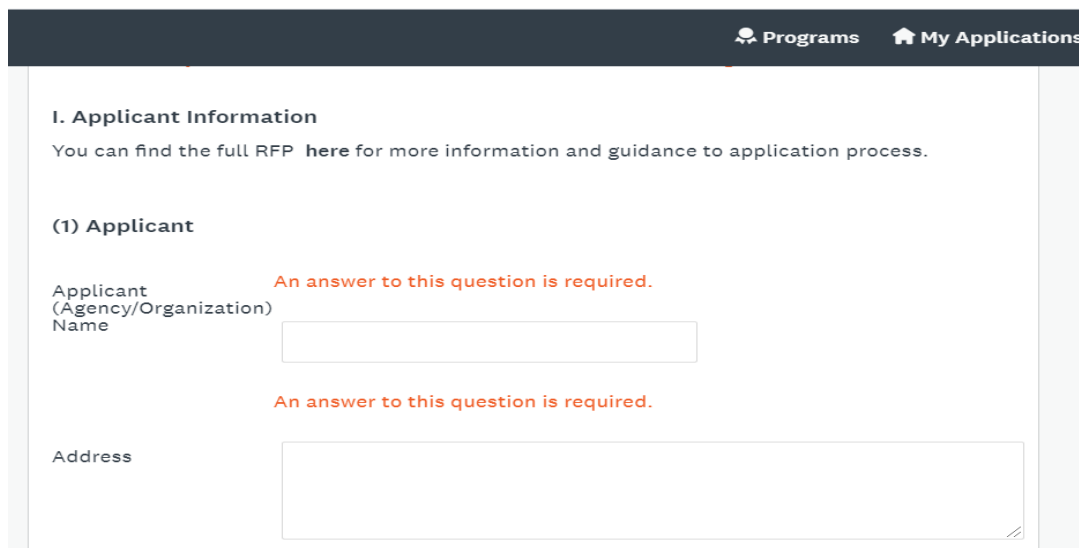 Programs My Applications
I. Applicant Information
You can find the full RFP here for more information and guidance to application process.
(1) Applicant
An answer to this question is required.
Applicant
(Agency/Organization)
Name
An answer to this question is required.
Address